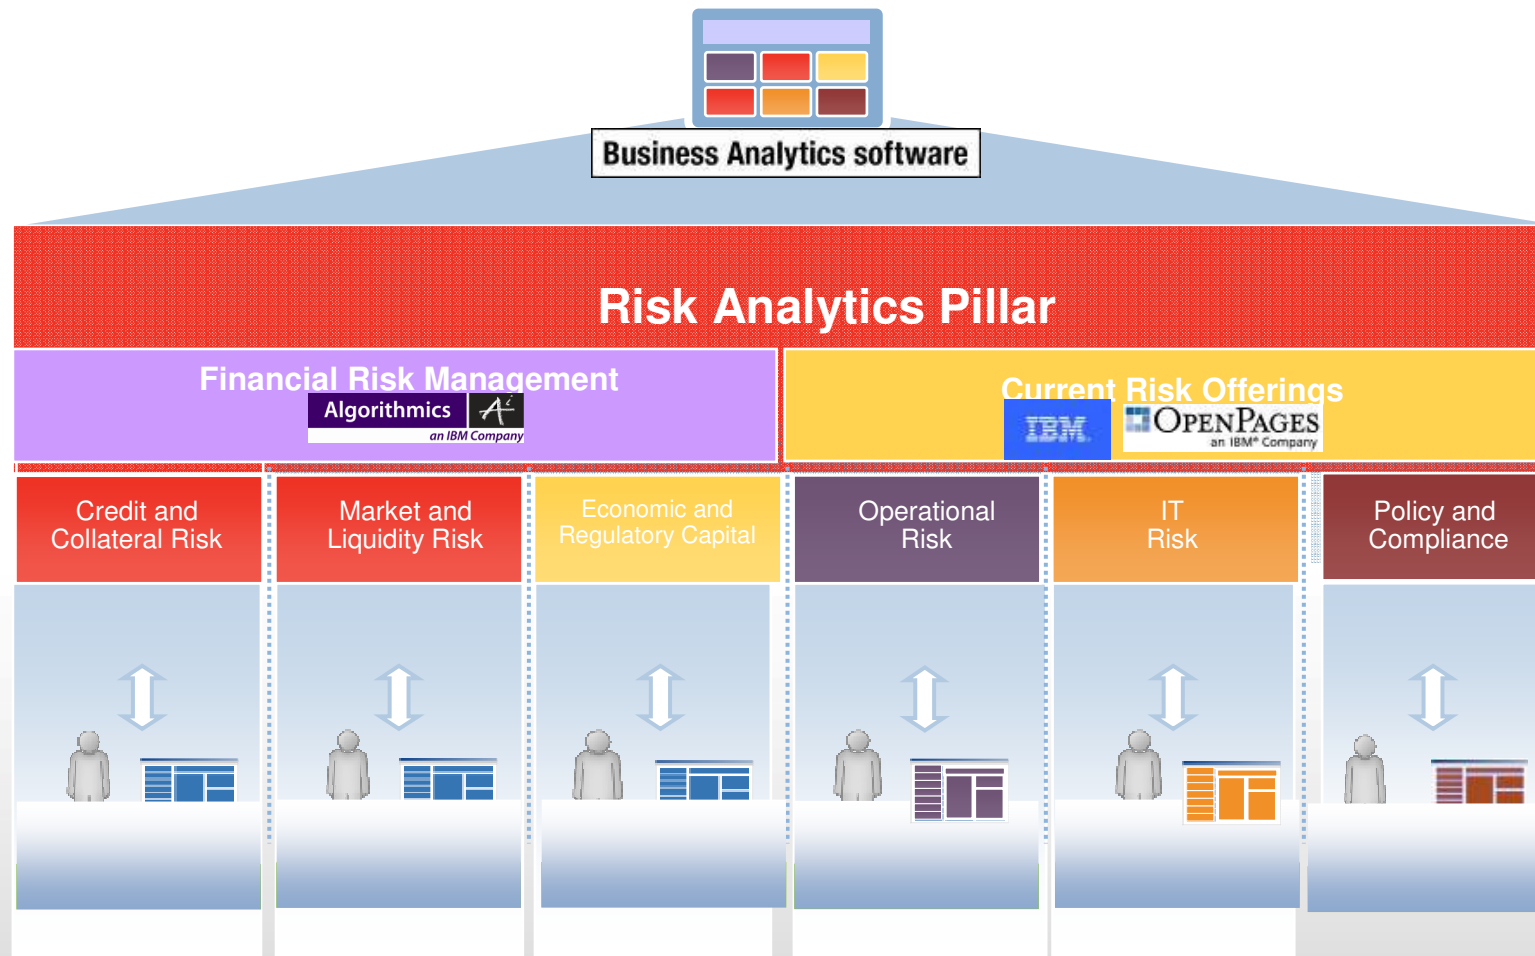 Business Analytics software
Risk Analytics Pillar
Financial Risk Management
Algorithmics Ai
an IBM Company
Current Risk Offerings
IBM.
OPENPAGES
an IBM® Company
Credit and
Collateral Risk
Market and
Liquidity Risk
Economic and
Regulatory Capital
Operational
Risk
IT
Risk
Policy and
Compliance